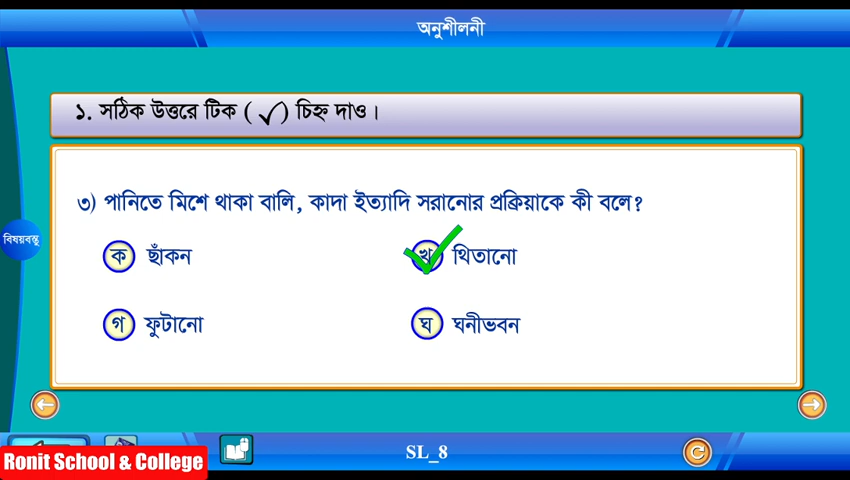 অনুশীলনী
১. সঠিক উত্তরে টিক (✓) চিহ্ন দাও।
৩) পানিতে মিশে থাকা বালি, কাদা ইত্যাদি সরানোর প্রক্রিয়াকে কী বলে?
ক ছাঁকন
খ থিতানো
গ ফুটানো
ঘ ঘনীভবন
বিষয়বস্তু
SL_8
Ronit School & College